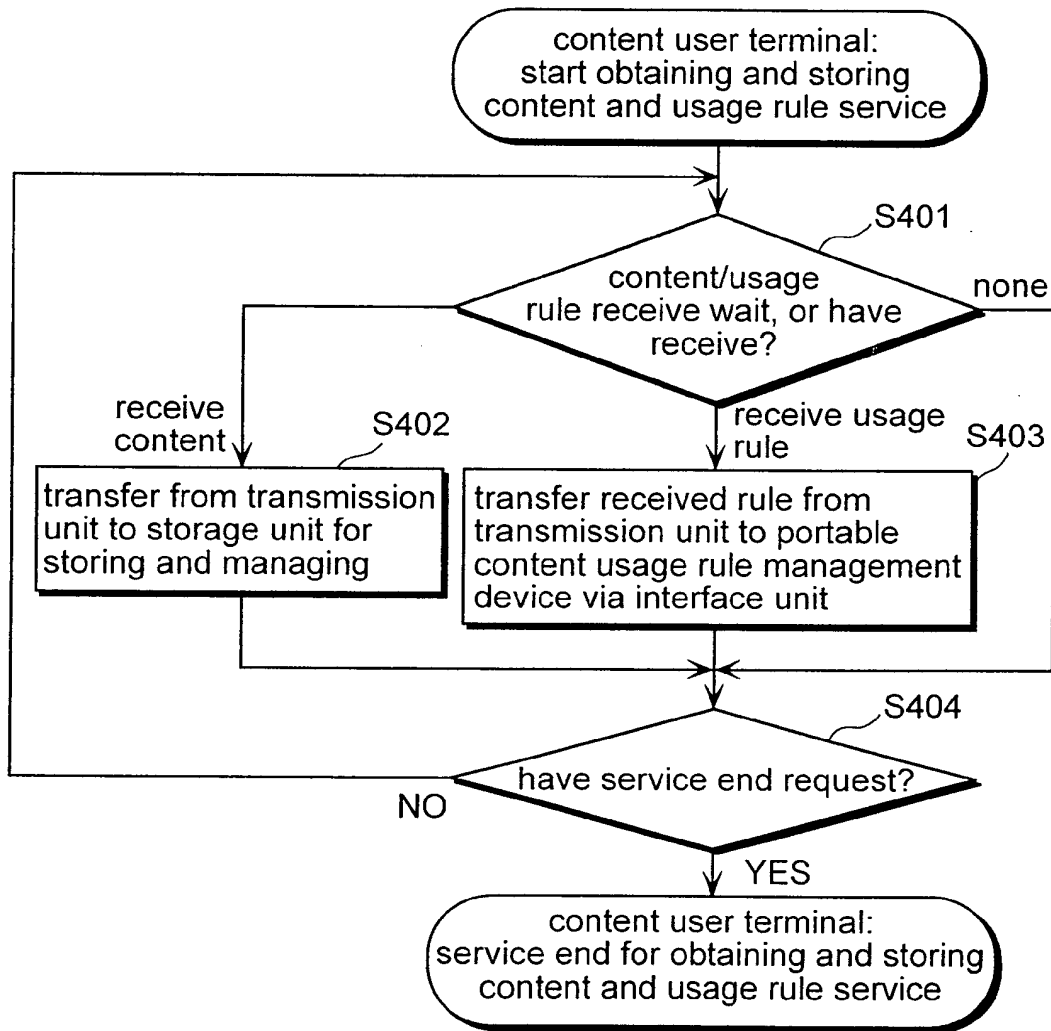 content user terminal:
start obtaining and storing
content and usage rule service
S401
content/usage
rule receive wait, or have
receive?
none
receive
content
S402
receive usage
rule
S403
transfer from transmission
unit to storage unit for
storing and managing
transfer received rule from
transmission unit to portable
content usage rule management
device via interface unit
S404
have service end request?
NO
YES
content user terminal:
service end for obtaining and storing
content and usage rule service